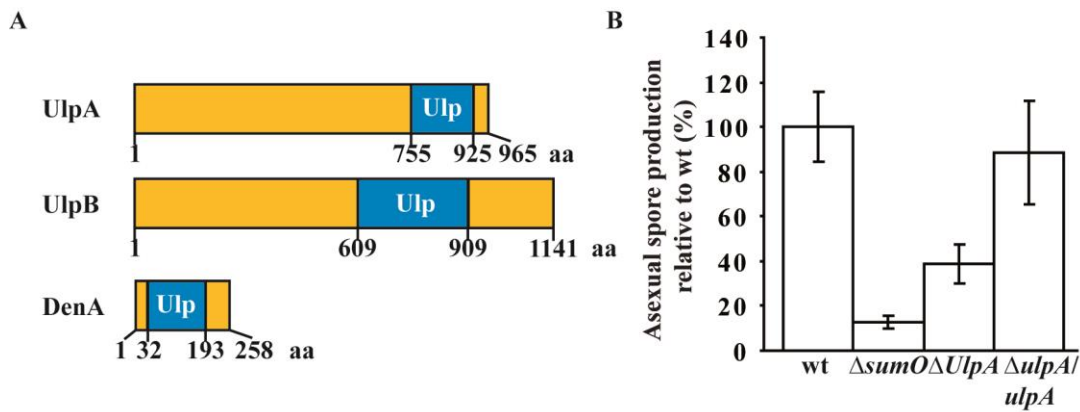 A
UlpA
Ulp
1 755 925 965 aa
UlpB
Ulp
1 609 909 1141 aa
DenA
Ulp
1 32 193 258 aa
B
Asexual spore production
relative to wt (%)
140
120
100
80
60
40
20
0
wt ΔsumO ΔUlpA ΔulpA/
ulpA